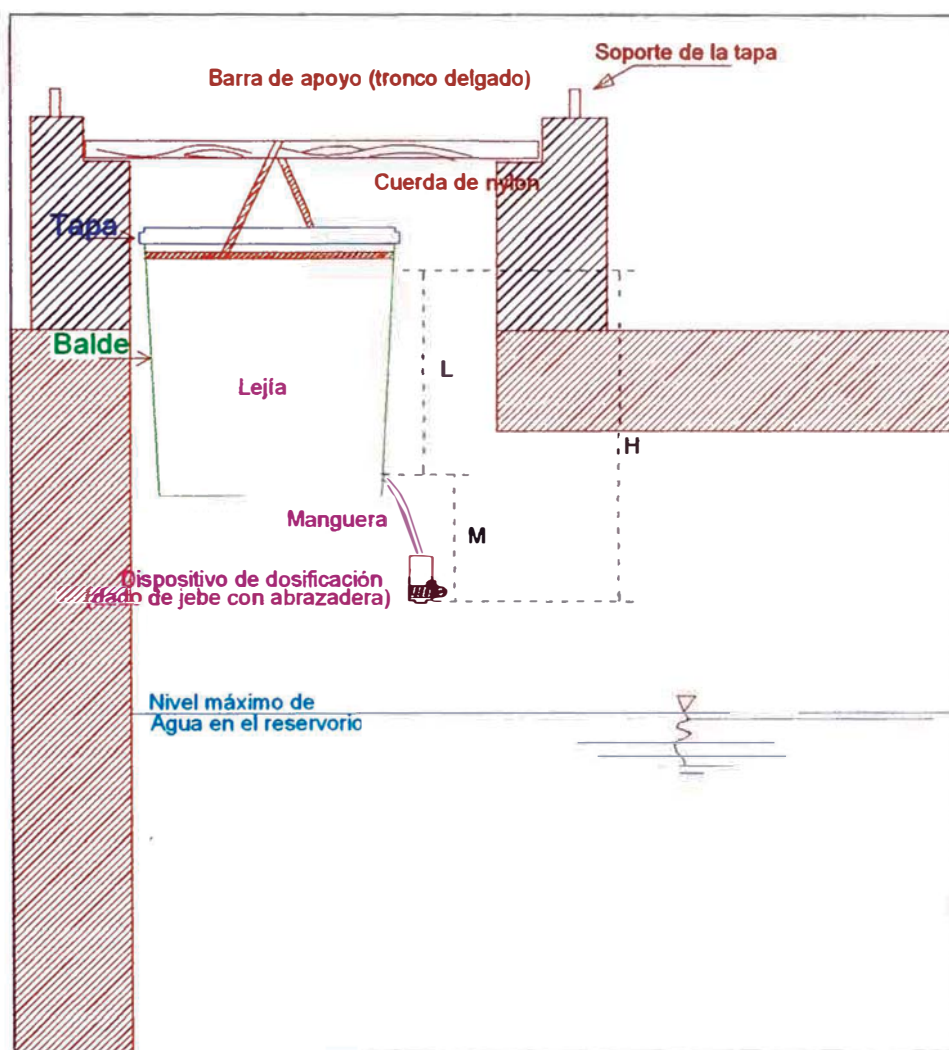 Soporte de la tapa
Barra de apoyo (tronco delgado)
Cuerda de nylon
Tapa
Balde
L
Lejía
H
Manguera
M
Dispositivo de dosificación
(dado de jebe con abrazadera)
Nivel máximo de
Agua en el reservorio